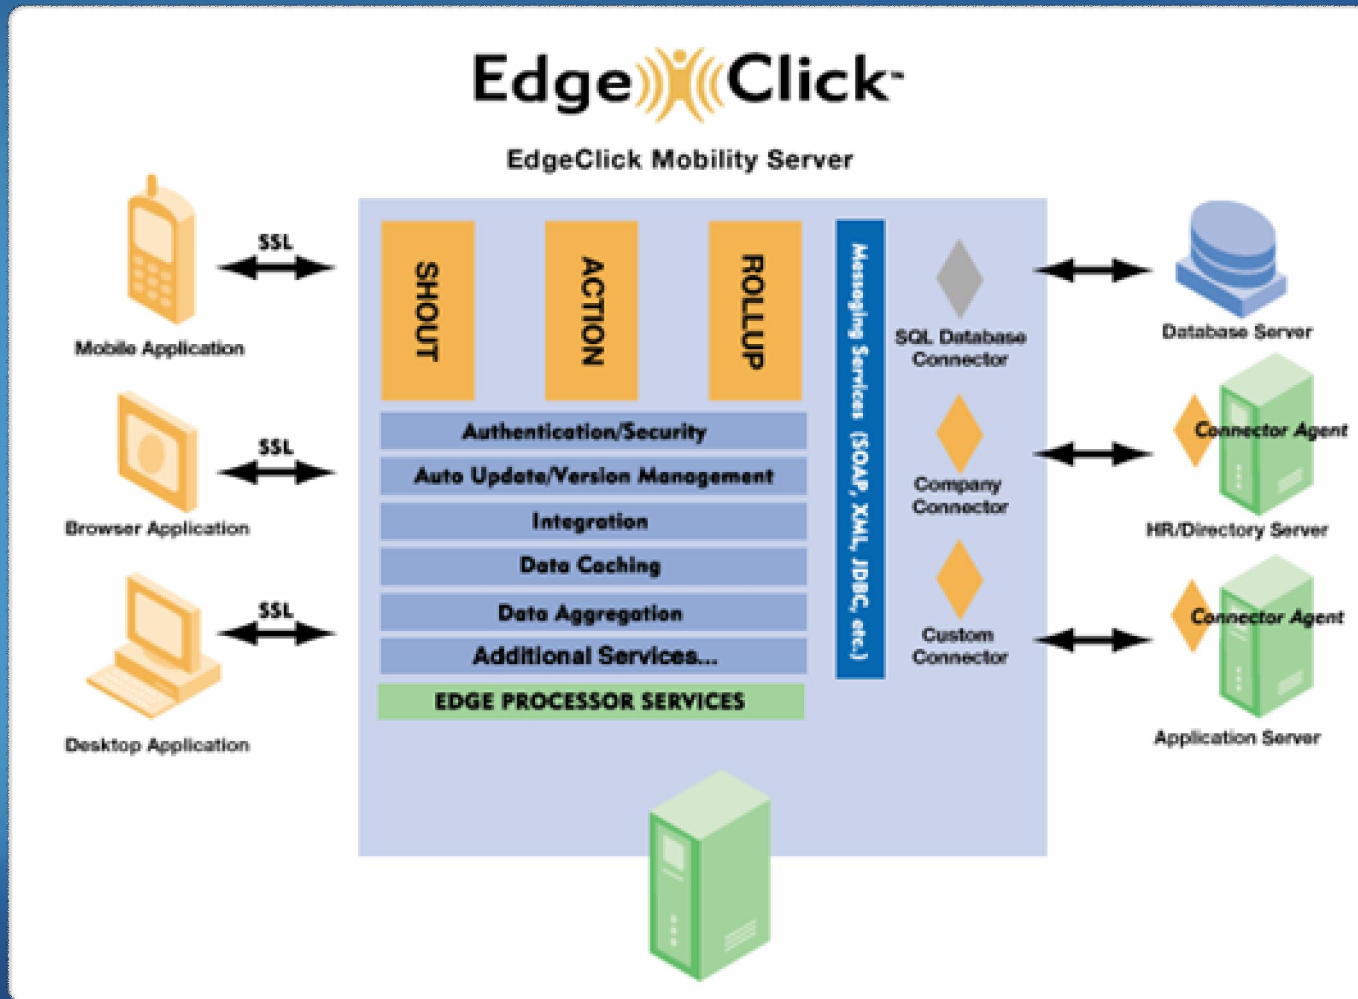 Edge Click™
EdgeClick Mobility Server
SSL
Mobile Application
SSL
Browser Application
SSL
Desktop Application
SHOUT
ACTION
ROLLUP
Authentication/Security
Auto Update/Version Management
Integration
Data Caching
Data Aggregation
Additional Services...
EDGE PROCESSOR SERVICES
Messaging Services (SOAP, XML, JDBC, etc.)
SQL Database
Connector
Company
Connector
Custom
Connector
Database Server
Connector Agent
HR/Directory Server
Connector Agent
Application Server